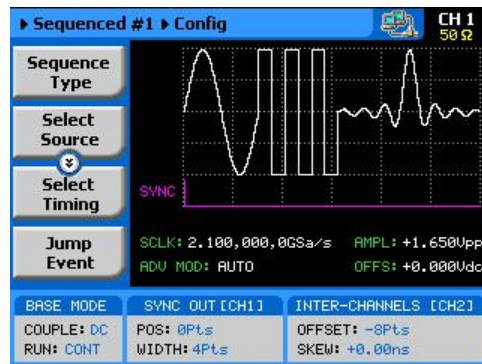 ▸ Sequenced #1 ▸ Config
CH 1
50 Ω
Sequence
Type
Select
Source
Select
Timing
Jump
Event
SYNC
SCLK: 2.100,000,0GSa/s AMPL: +1.650Vpp
ADV MOD: AUTO OFFS: +0.000Vdc
BASE MODE SYNC OUT [CH1] INTER-CHANNELS [CH2]
COUPLE: DC POS: 0Pts OFFSET: -8Pts
RUN: CONT WIDTH: 4Pts SKEW: +0.00ns